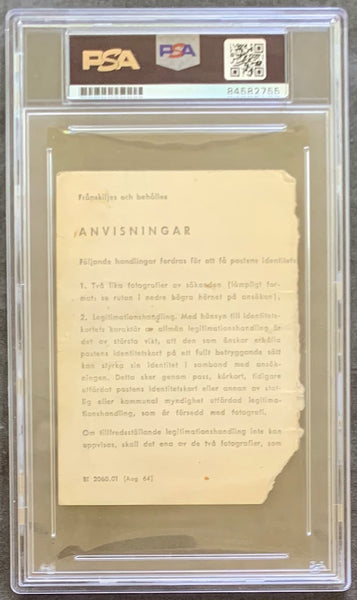 PSA
PSA
84582755
Frånskiljes och behålles
ANVISNINGAR
Följande handlingar fordras för att få postens identitets
1. Två lika fotografier av sökanden (lämpligt for-
mat: se rutan i nedre högra hörnet på ansökan),
2. Legitimationshandling. Med hänsyn till identitets-
kortets karaktär av allmän legitimationshandling är
det av största vikt, att den som önskar erhålla
postens identitetskort på ett fullt betryggande sätt
kan styrka sin identitet i samband med ansök-
ningen. Detta sker genom pass, körkort, tidigare
utfärdat postens identitetskort eller annan av stat-
lig eller kommunal myndighet utfärdad legitima-
tionshandling, som är försedd med fotografi.
Om tillfredsställande legitimationshandling inte kan
uppvisas, skall det ena av de två fotografier, som
Bl 2060.01 (Aug 64)